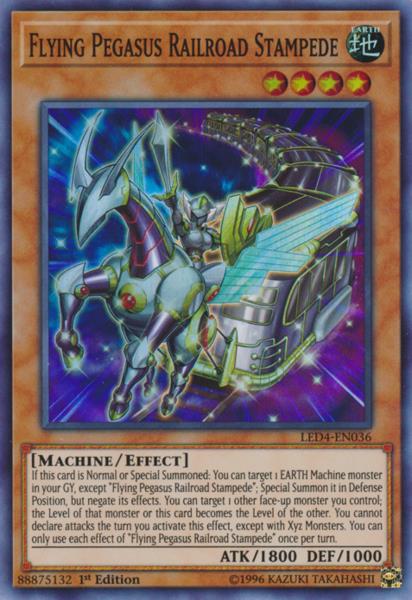 FLYING PEGASUS RAILROAD STAMPEDE
EARTH
地
LED4-EN036
[MACHINE/EFFECT]
If this card is Normal or Special Summoned: You can target 1 EARTH Machine monster
in your GY, except "Flying Pegasus Railroad Stampede"; Special Summon it in Defense
Position, but negate its effects. You can target 1 other face-up monster you control;
the Level of that monster or this card becomes the Level of the other. You cannot
declare attacks the turn you activate this effect, except with Xyz Monsters. You can
only use each effect of "Flying Pegasus Railroad Stampede" once per turn.
ATK/1800 DEF/1000
88875132 1st Edition ©1996 KAZUKI TAKAHASHI